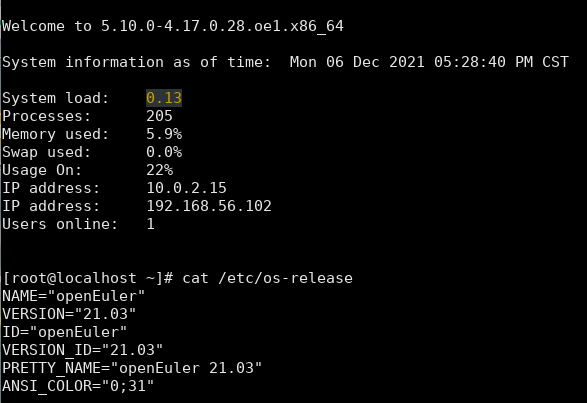 Welcome to 5.10.0-4.17.0.28.oe1.x86_64
System information as of time:  Mon 06 Dec 2021 05:28:40 PM CST
System load:    0.13
Processes:      205
Memory used:    5.9%
Swap used:      0.0%
Usage On:       22%
IP address:     10.0.2.15
IP address:     192.168.56.102
Users online:   1
[root@localhost ~]# cat /etc/os-release
NAME="openEuler"
VERSION="21.03"
ID="openEuler"
VERSION_ID="21.03"
PRETTY_NAME="openEuler 21.03"
ANSI_COLOR="0;31"